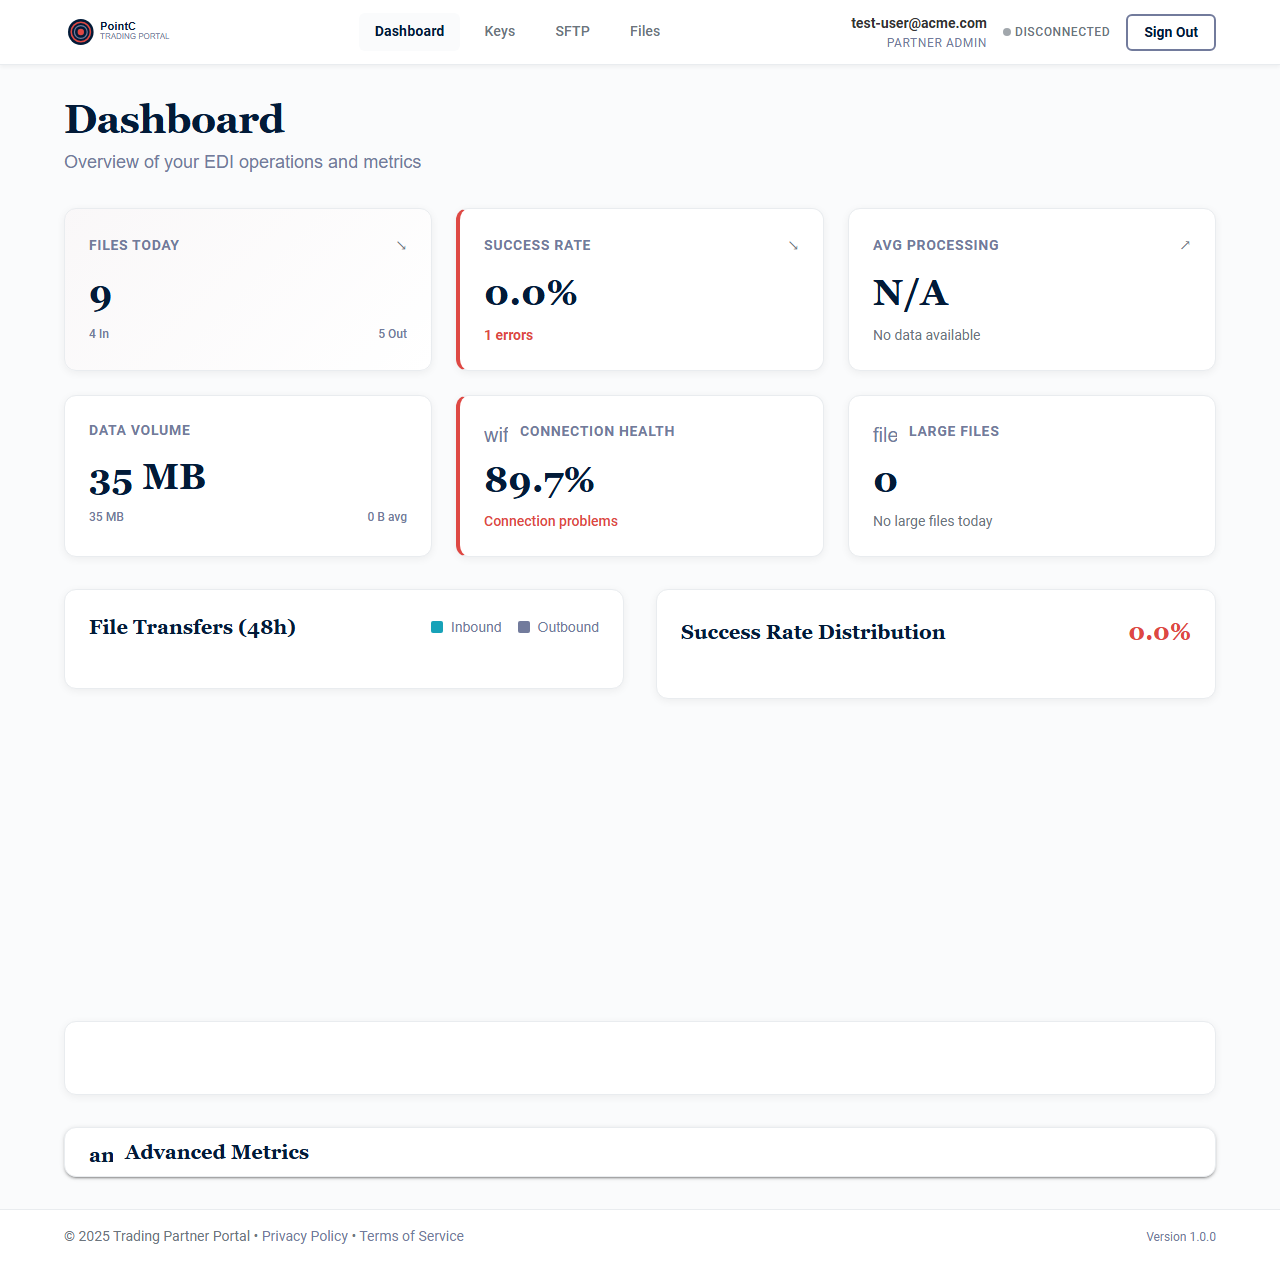 PointC
TRADING PORTAL
Dashboard
Keys
SFTP
Files
test-user@acme.com
PARTNER ADMIN
DISCONNECTED
Sign Out
Dashboard
Overview of your EDI operations and metrics
FILES TODAY
9
4 In
5 Out
SUCCESS RATE
0.0%
1 errors
AVG PROCESSING
N/A
No data available
DATA VOLUME
35 MB
35 MB
0 B avg
wif CONNECTION HEALTH
89.7%
Connection problems
file LARGE FILES
0
No large files today
File Transfers (48h)
Inbound
Outbound
Success Rate Distribution
0.0%
an Advanced Metrics
© 2025 Trading Partner Portal • Privacy Policy • Terms of Service
Version 1.0.0